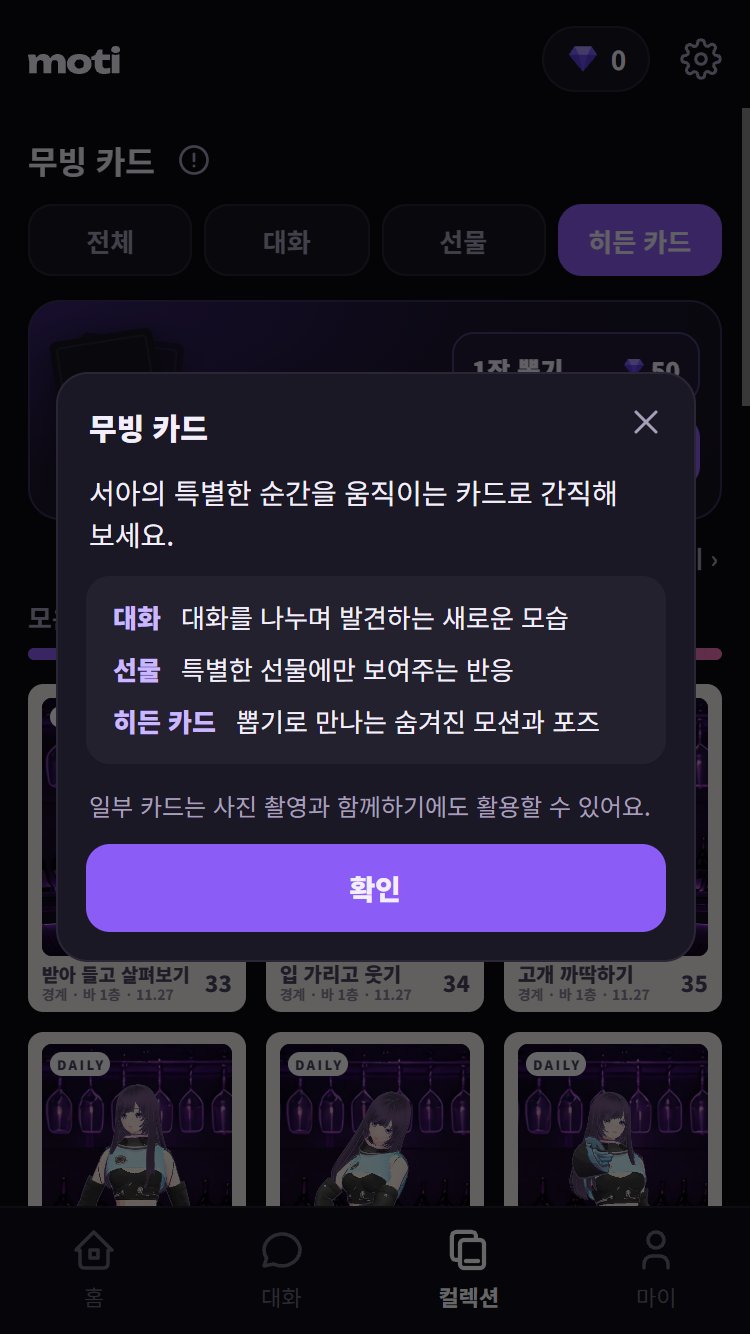 moti
0
무빙 카드
전체 대화 선물 히든 카드
1장 뽑기 50
무빙 카드
서아의 특별한 순간을 움직이는 카드로 간직해
보세요.
대화 대화를 나누며 발견하는 새로운 모습
선물 특별한 선물에만 보여주는 반응
히든 카드 뽑기로 만나는 숨겨진 모션과 포즈
일부 카드는 사진 촬영과 함께하기에도 활용할 수 있어요.
확인
받아 들고 살펴보기 33
경계 · 바 1층 · 11.27
입 가리고 웃기 34
경계 · 바 1층 · 11.27
고개 까딱하기 35
경계 · 바 1층 · 11.27
DAILY DAILY DAILY
홈 대화 컬렉션 마이